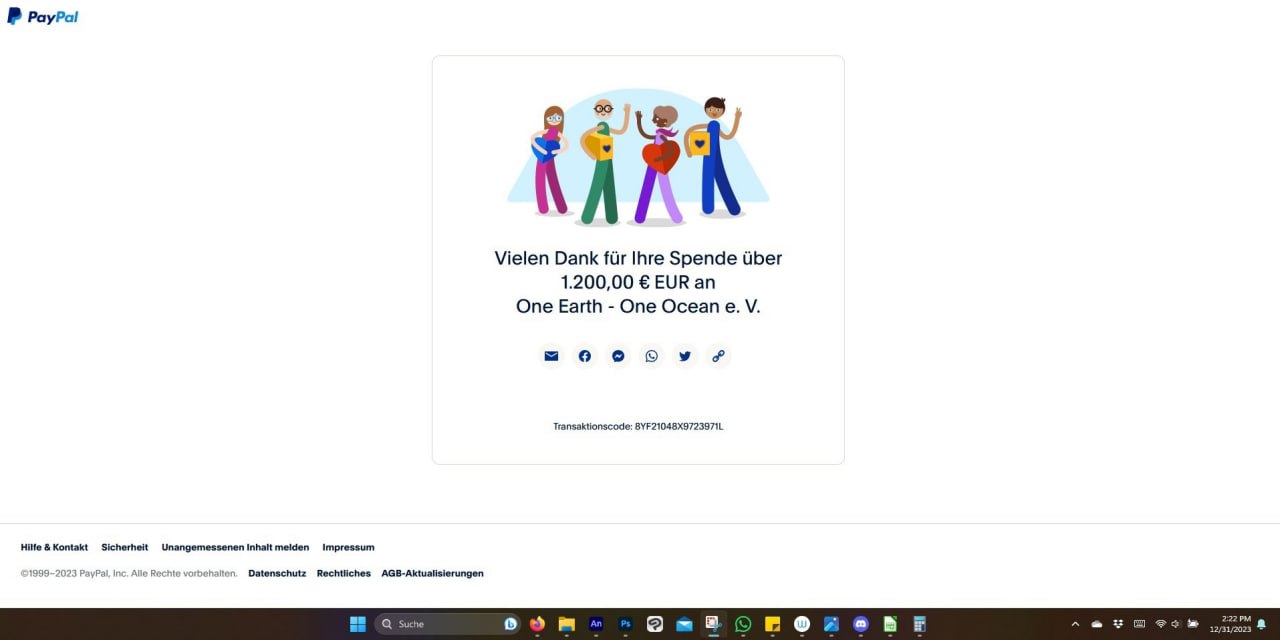 PayPal
Vielen Dank für Ihre Spende über
1.200,00 € EUR an
One Earth - One Ocean e. V.
Transaktionscode: 8YF21048X9723971L
Hilfe & Kontakt Sicherheit Unangemessenen Inhalt melden Impressum
©1999–2023 PayPal, Inc. Alle Rechte vorbehalten. Datenschutz Rechtliches AGB-Aktualisierungen
Suche
An
Ps
2:22 PM
12/31/2023